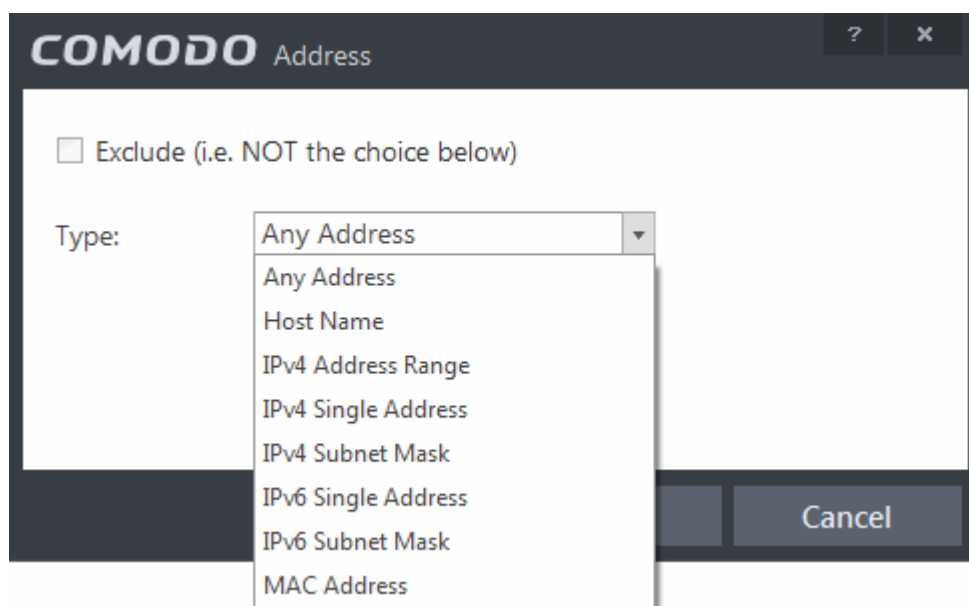 COMODO Address ? ×
Exclude (i.e. NOT the choice below)
Type: Any Address
Any Address
Host Name
IPv4 Address Range
IPv4 Single Address
IPv4 Subnet Mask
IPv6 Single Address
IPv6 Subnet Mask
MAC Address
Cancel